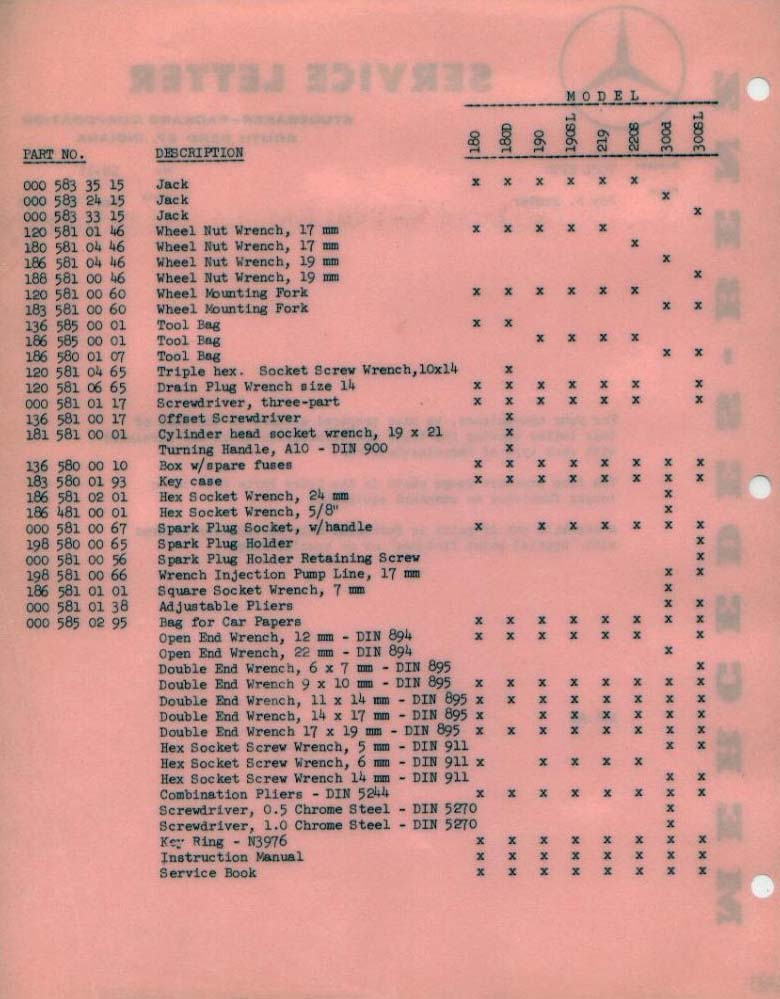 MODEL
PART NO. DESCRIPTION 180 180D 190 190SL 219 220S 300d 300SL
000 583 35 15 Jack x x x x x x
000 583 24 15 Jack x
000 583 33 15 Jack x
120 581 01 46 Wheel Nut Wrench, 17 mm x x x x x
180 581 04 46 Wheel Nut Wrench, 17 mm x
186 581 04 46 Wheel Nut Wrench, 19 mm x
188 581 00 46 Wheel Nut Wrench, 19 mm x
120 581 00 60 Wheel Mounting Fork x x x x x x
183 581 00 60 Wheel Mounting Fork x x
136 585 00 01 Tool Bag x x
186 585 00 01 Tool Bag x x x x
186 580 01 07 Tool Bag x x
120 581 04 65 Triple hex. Socket Screw Wrench,10x14 x
120 581 06 65 Drain Plug Wrench size 14 x x x x x x x
000 581 01 17 Screwdriver, three-part x x x x x x x
136 581 00 17 Offset Screwdriver x
181 581 00 01 Cylinder head socket wrench, 19 x 21 x
Turning Handle, A10 - DIN 900 x
136 580 00 10 Box w/spare fuses x x x x x x x x
183 580 01 93 Key case x x x x x x x x
186 581 02 01 Hex Socket Wrench, 24 mm x
186 481 00 01 Hex Socket Wrench, 5/8" x
000 581 00 67 Spark Plug Socket, w/handle x x x x x x x
198 580 00 65 Spark Plug Holder x
000 581 00 56 Spark Plug Holder Retaining Screw x
198 581 00 66 Wrench Injection Pump Line, 17 mm x x
186 581 01 01 Square Socket Wrench, 7 mm x
000 581 01 38 Adjustable Pliers x x
000 585 02 95 Bag for Car Papers x x x x x x x x
Open End Wrench, 12 mm - DIN 894 x x x x x x x
Open End Wrench, 22 mm - DIN 894 x
Double End Wrench, 6 x 7 mm - DIN 895 x
Double End Wrench 9 x 10 mm - DIN 895 x x x x x x x x
Double End Wrench, 11 x 14 mm - DIN 895 x x x x x x x x
Double End Wrench, 14 x 17 mm - DIN 895 x x x x x x x
Double End Wrench 17 x 19 mm - DIN 895 x x x x x x x x
Hex Socket Screw Wrench, 5 mm - DIN 911 x x
Hex Socket Screw Wrench, 6 mm - DIN 911 x x x x x
Hex Socket Screw Wrench 14 mm - DIN 911 x x
Combination Pliers - DIN 5244 x x x x x x x x
Screwdriver, 0.5 Chrome Steel - DIN 5270 x
Screwdriver, 1.0 Chrome Steel - DIN 5270 x
Key Ring - N3976 x x x x x x x x
Instruction Manual x x x x x x x x
Service Book x x x x x x x x